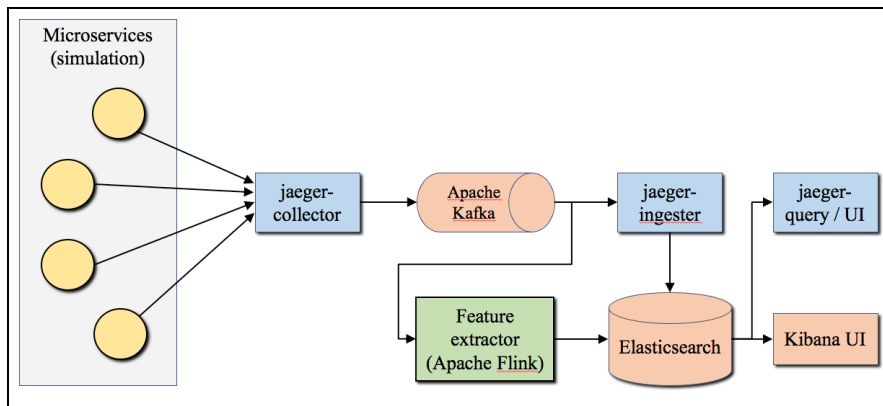 Microservices
(simulation)
jaeger-
collector
Apache
Kafka
jaeger-
ingester
jaeger-
query / UI
Feature
extractor
(Apache Flink)
Elasticsearch
Kibana UI